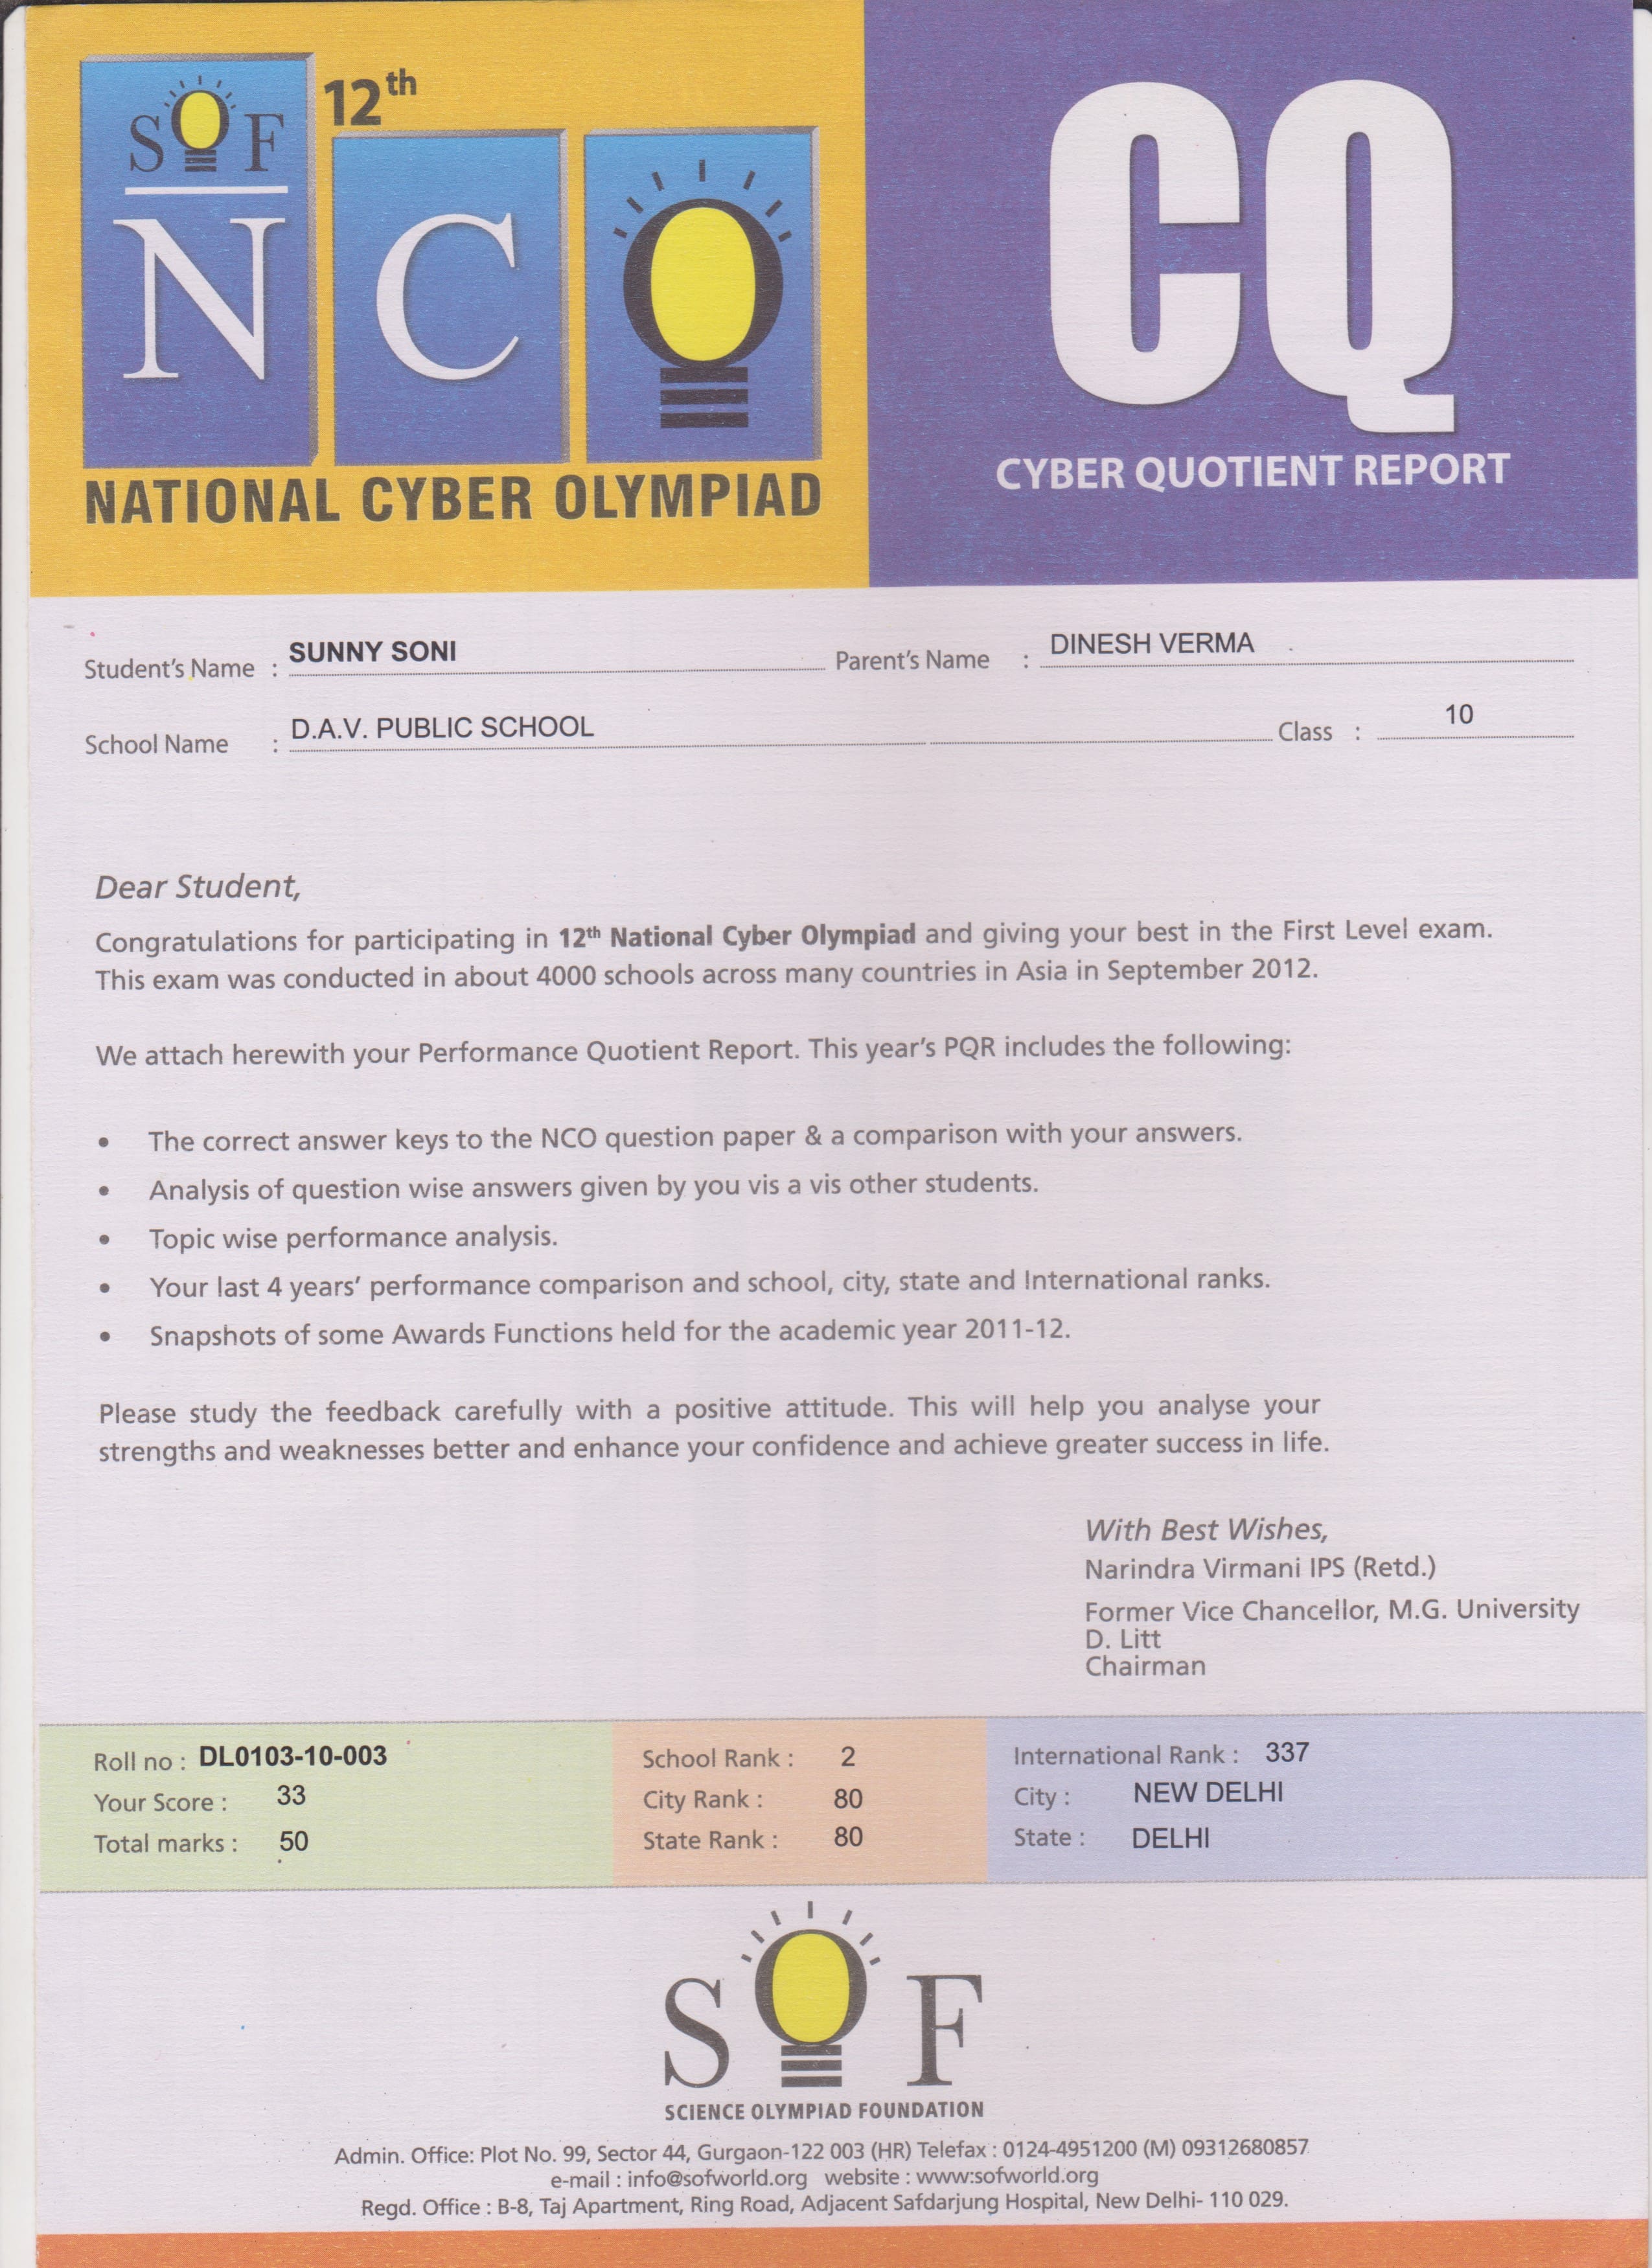 SOF
12th
NCO
NATIONAL CYBER OLYMPIAD
CQ
CYBER QUOTIENT REPORT
Student's Name : SUNNY SONI Parent's Name : DINESH VERMA
School Name : D.A.V. PUBLIC SCHOOL Class : 10
Dear Student,
Congratulations for participating in 12th National Cyber Olympiad and giving your best in the First Level exam.
This exam was conducted in about 4000 schools across many countries in Asia in September 2012.
We attach herewith your Performance Quotient Report. This year's PQR includes the following:
• The correct answer keys to the NCO question paper & a comparison with your answers.
• Analysis of question wise answers given by you vis a vis other students.
• Topic wise performance analysis.
• Your last 4 years' performance comparison and school, city, state and International ranks.
• Snapshots of some Awards Functions held for the academic year 2011-12.
Please study the feedback carefully with a positive attitude. This will help you analyse your
strengths and weaknesses better and enhance your confidence and achieve greater success in life.
With Best Wishes,
Narindra Virmani IPS (Retd.)
Former Vice Chancellor, M.G. University
D. Litt
Chairman
Roll no : DL0103-10-003 School Rank : 2 International Rank : 337
Your Score : 33 City Rank : 80 City : NEW DELHI
Total marks : 50 State Rank : 80 State : DELHI
SOF
SCIENCE OLYMPIAD FOUNDATION
Admin. Office: Plot No. 99, Sector 44, Gurgaon-122 003 (HR) Telefax : 0124-4951200 (M) 09312680857
e-mail : info@sofworld.org website : www:sofworld.org
Regd. Office : B-8, Taj Apartment, Ring Road, Adjacent Safdarjung Hospital, New Delhi- 110 029.